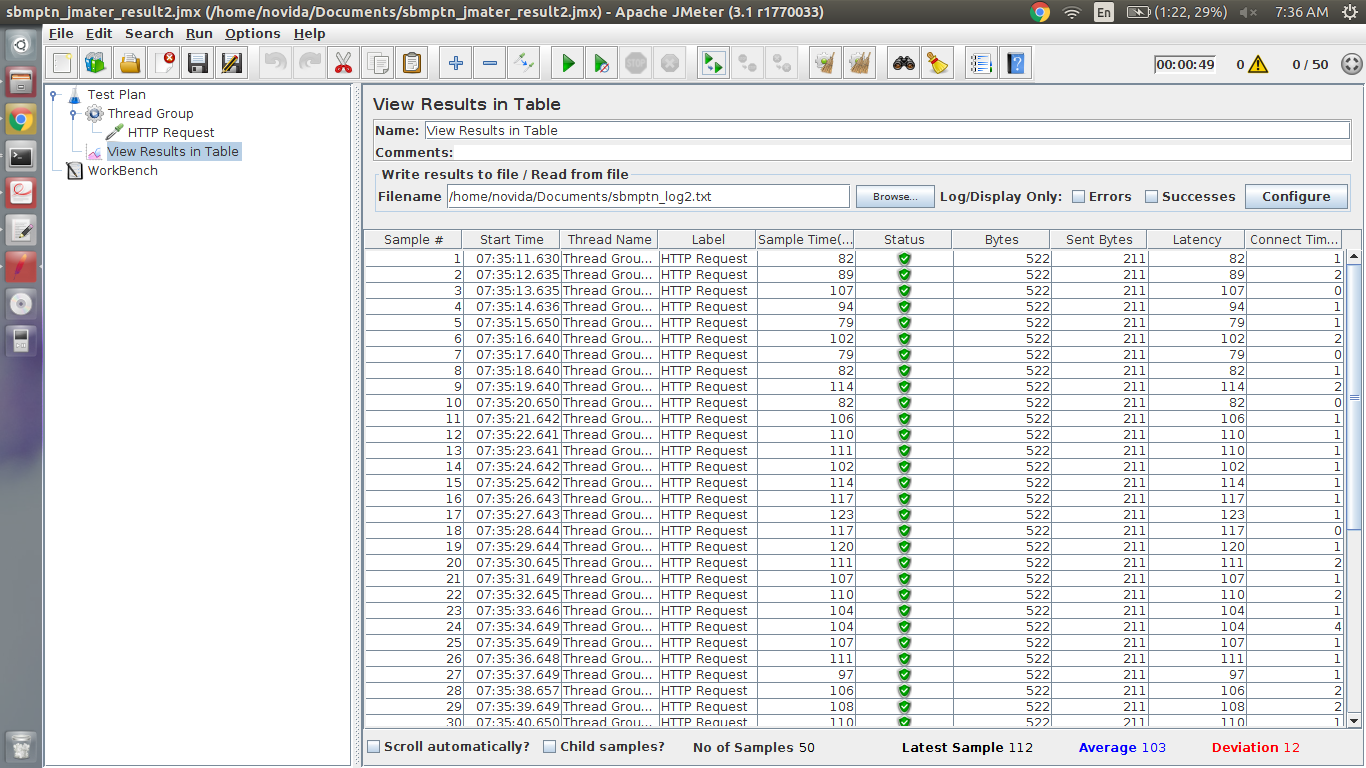 sbmptn_jmater_result2.jmx (/home/novida/Documents/sbmptn_jmater_result2.jmx) - Apache JMeter (3.1 r1770033) En (1:22, 29%) 7:36 AM
File Edit Search Run Options Help
00:00:49 0 0 / 50
Test Plan
Thread Group
HTTP Request
View Results in Table
WorkBench
View Results in Table
Name: View Results in Table
Comments:
Write results to file / Read from file
Filename /home/novida/Documents/sbmptn_log2.txt Browse... Log/Display Only: Errors Successes Configure
Sample # Start Time Thread Name Label Sample Time(... Status Bytes Sent Bytes Latency Connect Tim...
1 07:35:11.630 Thread Grou... HTTP Request 82 522 211 82 1
2 07:35:12.635 Thread Grou... HTTP Request 89 522 211 89 2
3 07:35:13.635 Thread Grou... HTTP Request 107 522 211 107 0
4 07:35:14.636 Thread Grou... HTTP Request 94 522 211 94 1
5 07:35:15.650 Thread Grou... HTTP Request 79 522 211 79 1
6 07:35:16.640 Thread Grou... HTTP Request 102 522 211 102 2
7 07:35:17.640 Thread Grou... HTTP Request 79 522 211 79 0
8 07:35:18.640 Thread Grou... HTTP Request 82 522 211 82 1
9 07:35:19.640 Thread Grou... HTTP Request 114 522 211 114 2
10 07:35:20.650 Thread Grou... HTTP Request 82 522 211 82 0
11 07:35:21.642 Thread Grou... HTTP Request 106 522 211 106 1
12 07:35:22.641 Thread Grou... HTTP Request 110 522 211 110 1
13 07:35:23.641 Thread Grou... HTTP Request 111 522 211 110 1
14 07:35:24.642 Thread Grou... HTTP Request 102 522 211 102 1
15 07:35:25.642 Thread Grou... HTTP Request 114 522 211 114 1
16 07:35:26.643 Thread Grou... HTTP Request 117 522 211 117 1
17 07:35:27.643 Thread Grou... HTTP Request 123 522 211 123 1
18 07:35:28.644 Thread Grou... HTTP Request 117 522 211 117 0
19 07:35:29.644 Thread Grou... HTTP Request 120 522 211 120 1
20 07:35:30.645 Thread Grou... HTTP Request 111 522 211 111 2
21 07:35:31.649 Thread Grou... HTTP Request 107 522 211 107 1
22 07:35:32.645 Thread Grou... HTTP Request 110 522 211 110 2
23 07:35:33.646 Thread Grou... HTTP Request 104 522 211 104 1
24 07:35:34.649 Thread Grou... HTTP Request 104 522 211 104 4
25 07:35:35.649 Thread Grou... HTTP Request 107 522 211 107 1
26 07:35:36.648 Thread Grou... HTTP Request 111 522 211 111 1
27 07:35:37.649 Thread Grou... HTTP Request 97 522 211 97 1
28 07:35:38.657 Thread Grou... HTTP Request 106 522 211 106 2
29 07:35:39.649 Thread Grou... HTTP Request 108 522 211 108 2
30 07:35:40.650 Thread Grou... HTTP Request 110 522 211 110 1
Scroll automatically? Child samples? No of Samples 50 Latest Sample 112 Average 103 Deviation 12